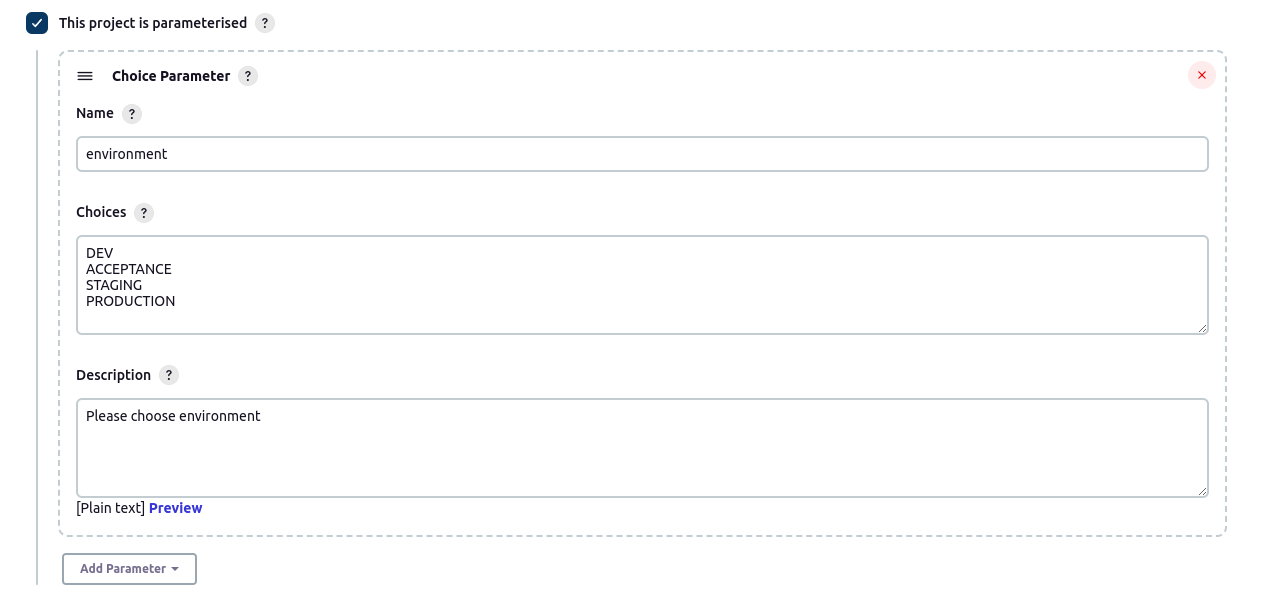 This project is parameterised ?
Choice Parameter ?
Name ?
environment
Choices ?
DEV
ACCEPTANCE
STAGING
PRODUCTION
Description ?
Please choose environment
[Plain text] Preview
Add Parameter